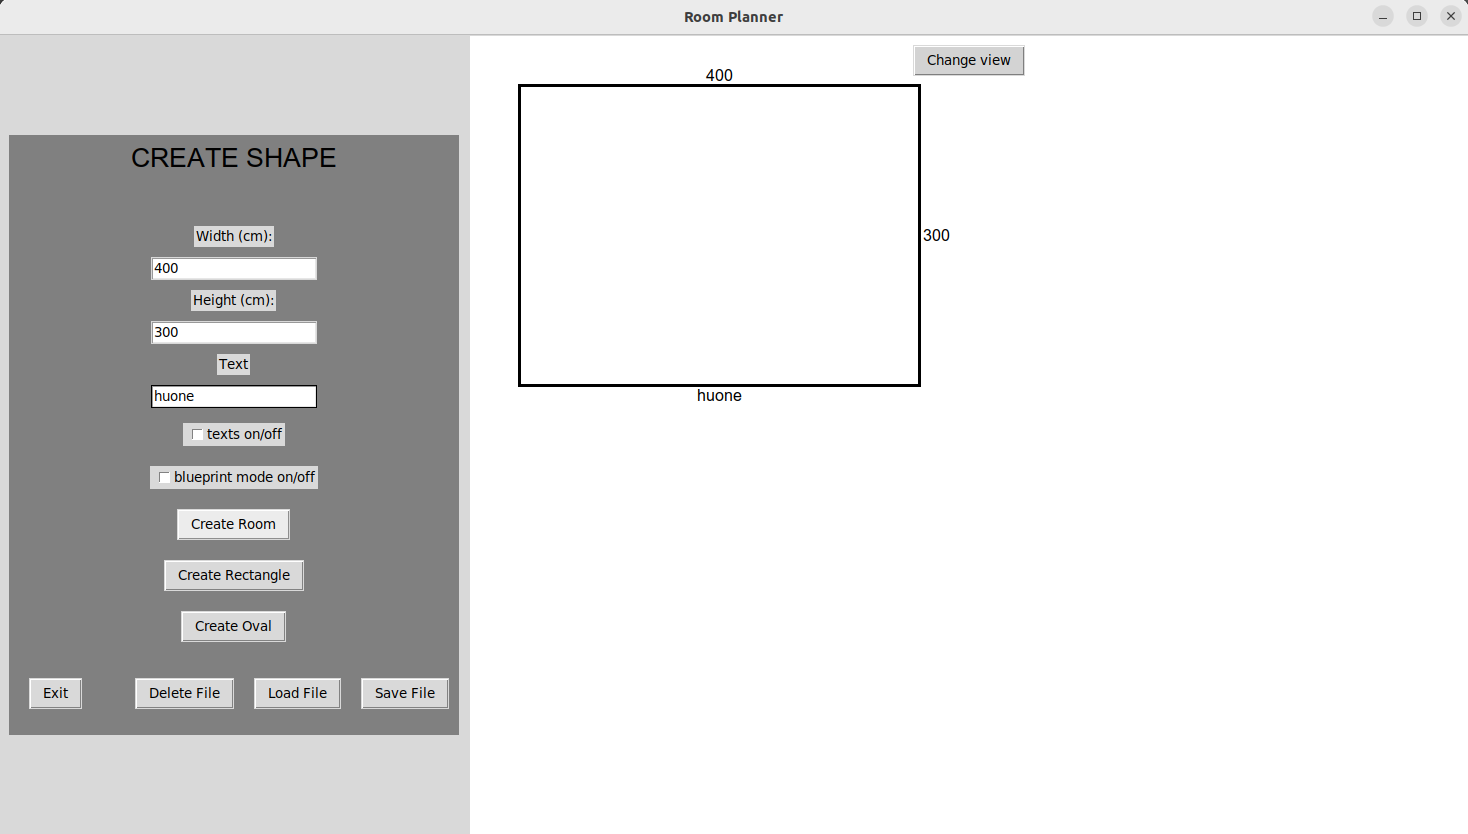 Room Planner
CREATE SHAPE
Width (cm):
400
Height (cm):
300
Text
huone
texts on/off
blueprint mode on/off
Create Room
Create Rectangle
Create Oval
Exit
Delete File
Load File
Save File
Change view
400
300
huone